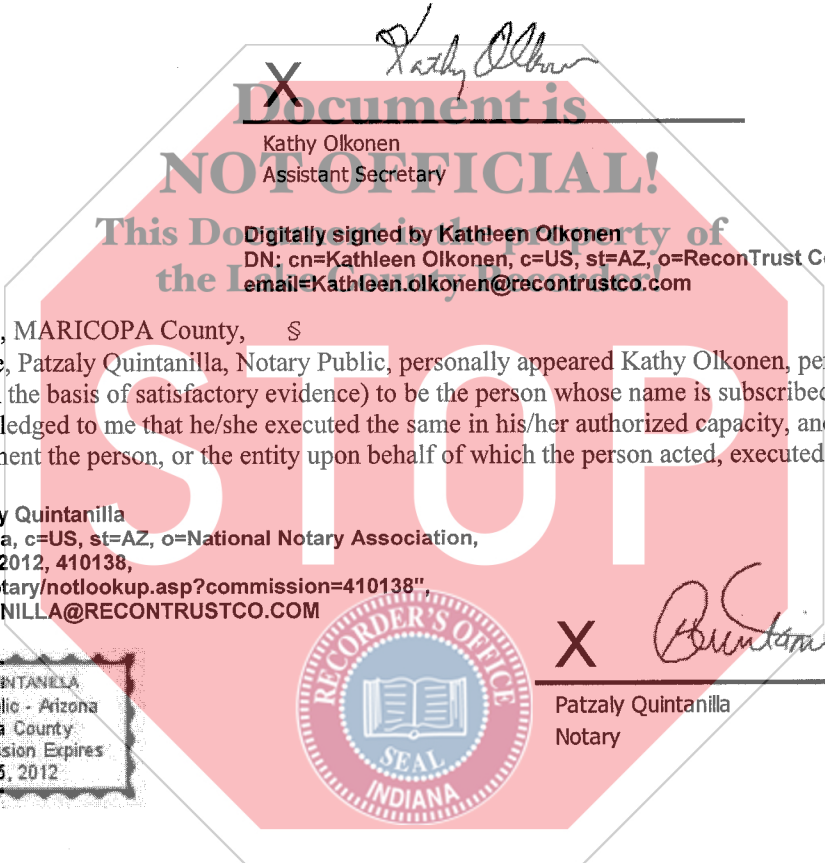 Kathy Olkonen
X
Document is
Kathy Olkonen
NOT OFFICIAL!
Assistant Secretary
This Document is the property of
Digitally signed by Kathleen Olkonen
DN: cn=Kathleen Olkonen, c=US, st=AZ, o=ReconTrust C
the Lake County Recorder!
email=Kathleen.olkonen@recontrustco.com
, MARICOPA County, §
, Patzaly Quintanilla, Notary Public, personally appeared Kathy Olkonen, pe
the basis of satisfactory evidence) to be the person whose name is subscribed
ledged to me that he/she executed the same in his/her authorized capacity, and
ent the person, or the entity upon behalf of which the person acted, executed
STOP
y Quintanilla
a, c=US, st=AZ, o=National Notary Association,
2012, 410138,
tary/notlookup.asp?commission=410138",
NILLA@RECONTRUSTCO.COM
RECORDER'S OFFICE
SEAL
INDIANA
X
Patzaly Quintanilla
Notary
INTANILLA
lic - Arizona
a County
sion Expires
5, 2012